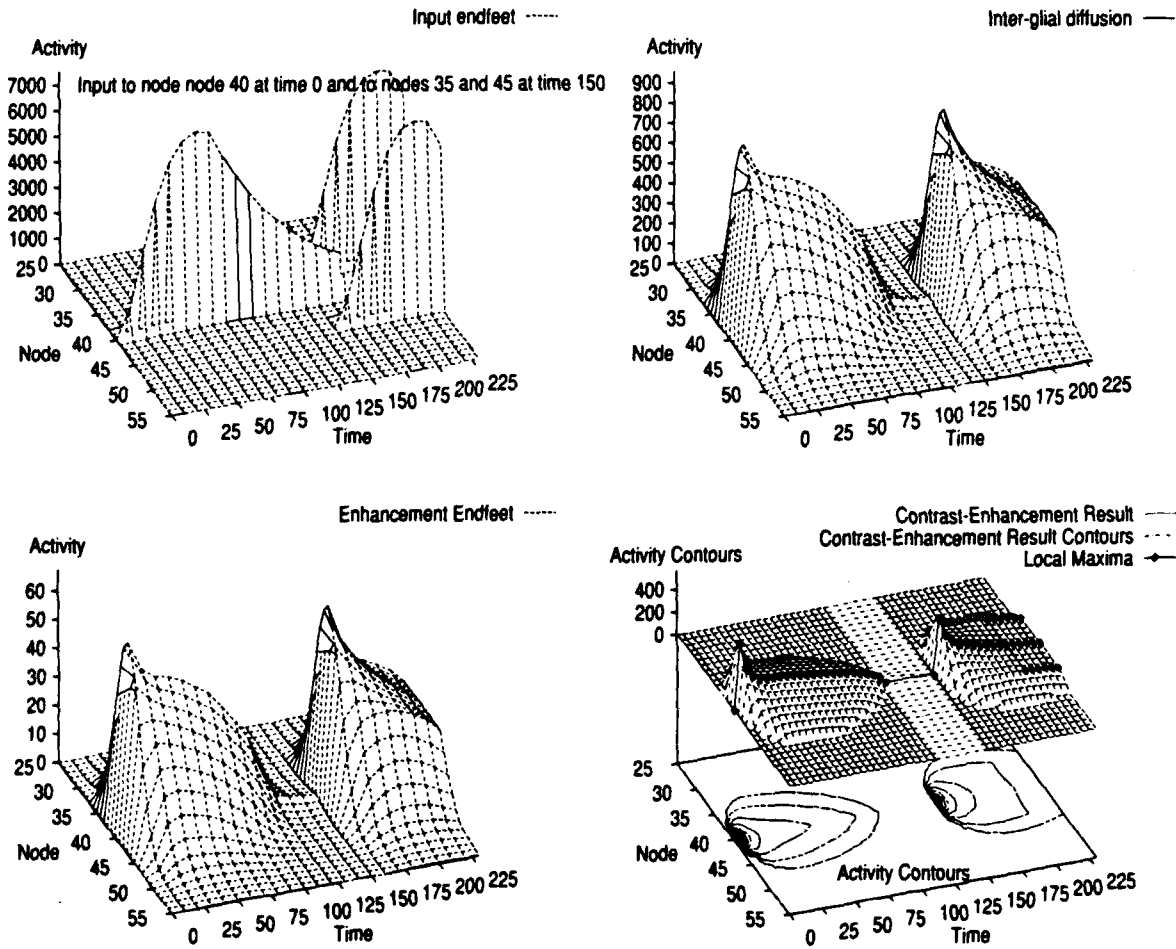 Input endfeet
Activity
Input to node node 40 at time 0 and to nodes 35 and 45 at time 150
7000
6000
5000
4000
3000
2000
1000
0
25
30
35
40
45
50
55
Node
0 25 50 75 100 125 150 175 200 225
Time
Inter-glial diffusion
Activity
900
800
700
600
500
400
300
200
100
0
25
30
35
40
45
50
55
Node
0 25 50 75 100 125 150 175 200 225
Time
Enhancement Endfeet
Activity
60
50
40
30
20
10
0
25
30
35
40
45
50
55
Node
0 25 50 75 100 125 150 175 200 225
Time
Contrast-Enhancement Result
Contrast-Enhancement Result Contours
Local Maxima
Activity Contours
400
200
0
25
30
35
40
45
50
55
Node
Activity Contours
0 25 50 75 100 125 150 175 200 225
Time